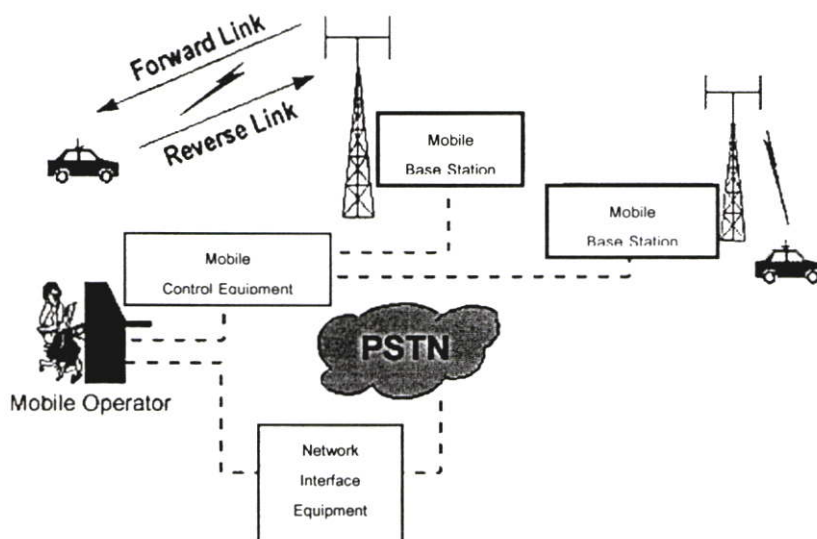 Forward Link
Reverse Link
Mobile
Base Station
Mobile
Base Station
Mobile
Control Equipment
PSTN
Mobile Operator
Network
Interface
Equipment